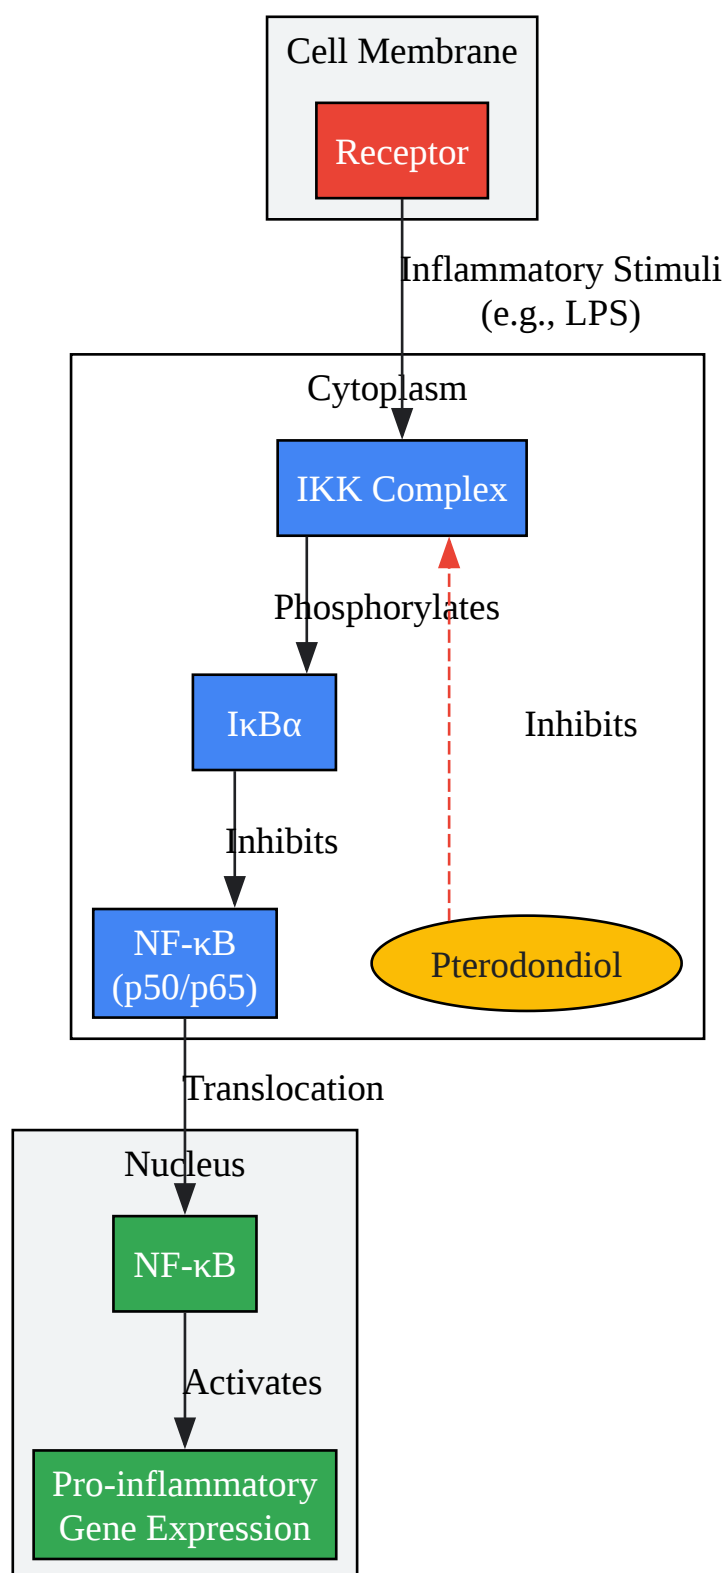 Cell Membrane
Receptor
Inflammatory Stimuli
(e.g., LPS)
Cytoplasm
IKK Complex
Phosphorylates
IκBα
Inhibits
Inhibits
NF-κB
(p50/p65)
Pterodondiol
Translocation
Nucleus
NF-κB
Activates
Pro-inflammatory
Gene Expression